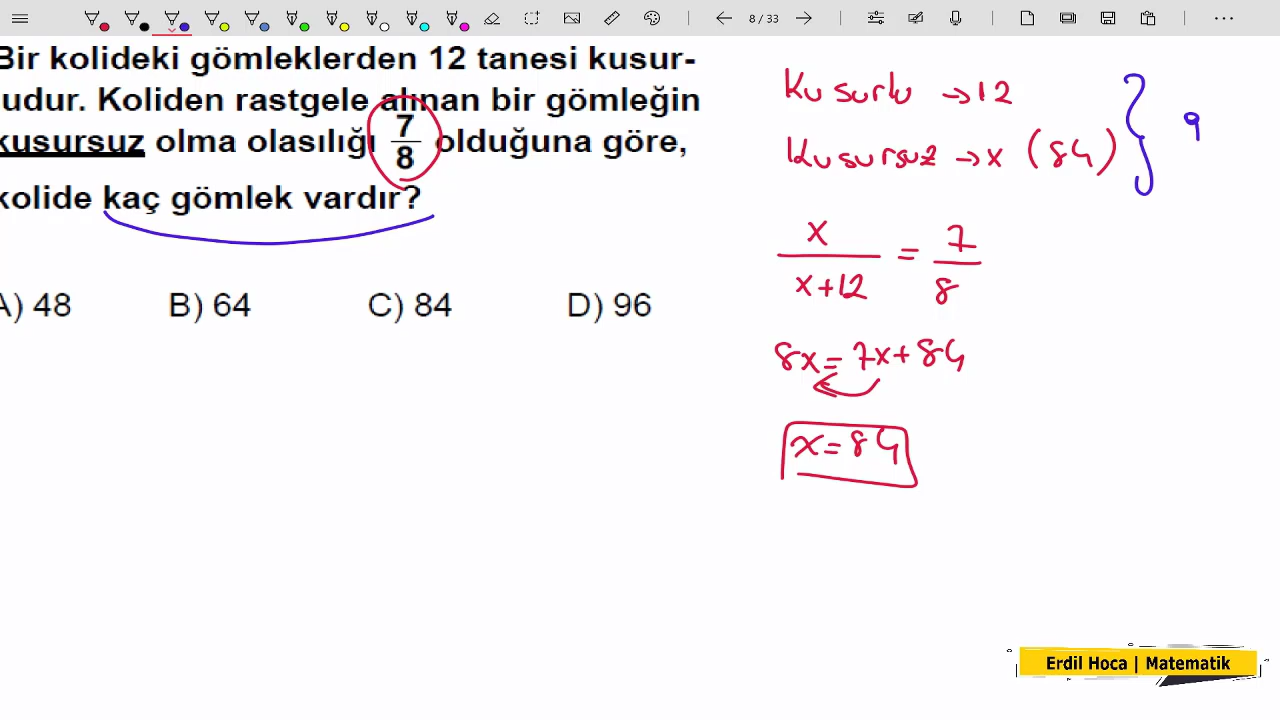 8 / 33
Bir kolideki gömleklerden 12 tanesi kusur-
ludur. Koliden rastgele alınan bir gömleğin
kusursuz olma olasılığı 7/8 olduğuna göre,
kolide kaç gömlek vardır?
A) 48 B) 64 C) 84 D) 96
Kusurlu → 12
Kusursuz → x (84) } 9
x/(x+12) = 7/8
8x = 7x + 84
x = 84
Erdil Hoca | Matematik